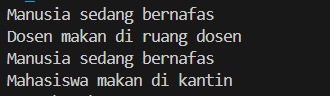 Manusia sedang bernafas
Dosen makan di ruang dosen
Manusia sedang bernafas
Mahasiswa makan di kantin